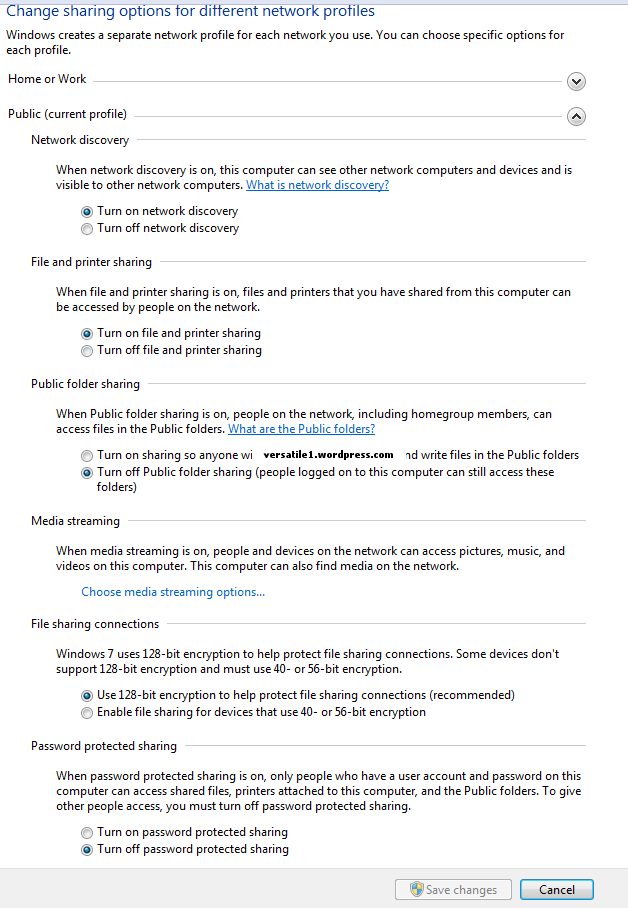 Change sharing options for different network profiles
Windows creates a separate network profile for each network you use. You can choose specific options for
each profile.
Home or Work
Public (current profile)
Network discovery
When network discovery is on, this computer can see other network computers and devices and is
visible to other network computers. What is network discovery?
Turn on network discovery
Turn off network discovery
File and printer sharing
When file and printer sharing is on, files and printers that you have shared from this computer can
be accessed by people on the network.
Turn on file and printer sharing
Turn off file and printer sharing
Public folder sharing
When Public folder sharing is on, people on the network, including homegroup members, can
access files in the Public folders. What are the Public folders?
Turn on sharing so anyone wi versatile1.wordpress.com nd write files in the Public folders
Turn off Public folder sharing (people logged on to this computer can still access these
folders)
Media streaming
When media streaming is on, people and devices on the network can access pictures, music, and
videos on this computer. This computer can also find media on the network.
Choose media streaming options...
File sharing connections
Windows 7 uses 128-bit encryption to help protect file sharing connections. Some devices don't
support 128-bit encryption and must use 40- or 56-bit encryption.
Use 128-bit encryption to help protect file sharing connections (recommended)
Enable file sharing for devices that use 40- or 56-bit encryption
Password protected sharing
When password protected sharing is on, only people who have a user account and password on this
computer can access shared files, printers attached to this computer, and the Public folders. To give
other people access, you must turn off password protected sharing.
Turn on password protected sharing
Turn off password protected sharing
Save changes Cancel